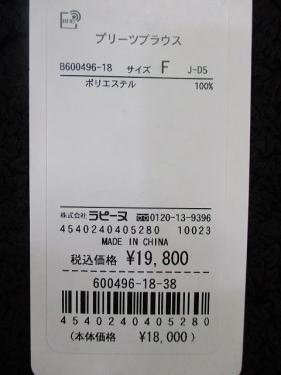 プリーツブラウス
B600496-18 サイズ F J-D5
ポリエステル 100%
株式会社 ラピーヌ 0120-13-9396
4540240405280 10023
MADE IN CHINA
税込価格 ¥19,800
600496-18-38
4540240405280
(本体価格 ¥18,000)